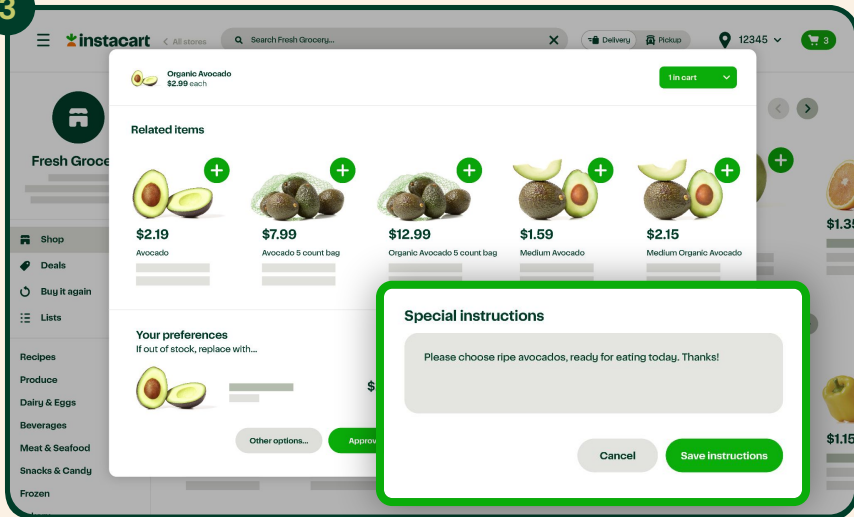 3
instacart
All stores
Search Fresh Grocery...
Delivery
Pickup
12345
3
Organic Avocado
$2.99 each
1 in cart
Related items
Fresh Groce
$2.19
$7.99
$12.99
$1.59
$2.15
Avocado
Avocado 5 count bag
Organic Avocado 5 count bag
Medium Avocado
Medium Organic Avocado
$1.35
Shop
Deals
Buy it again
Lists
Your preferences
If out of stock, replace with...
$
Other options...
Approv
Special instructions
Please choose ripe avocados, ready for eating today. Thanks!
Cancel
Save instructions
Recipes
Produce
Dairy & Eggs
Beverages
Meat & Seafood
Snacks & Candy
Frozen
$1.15